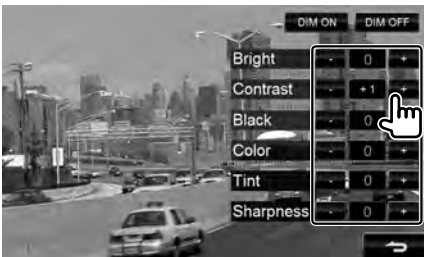 DIM ON DIM OFF
Bright - 0 +
Contrast - +1
Black - 0
Color - 0 +
Tint - 0 +
Sharpness - 0 +